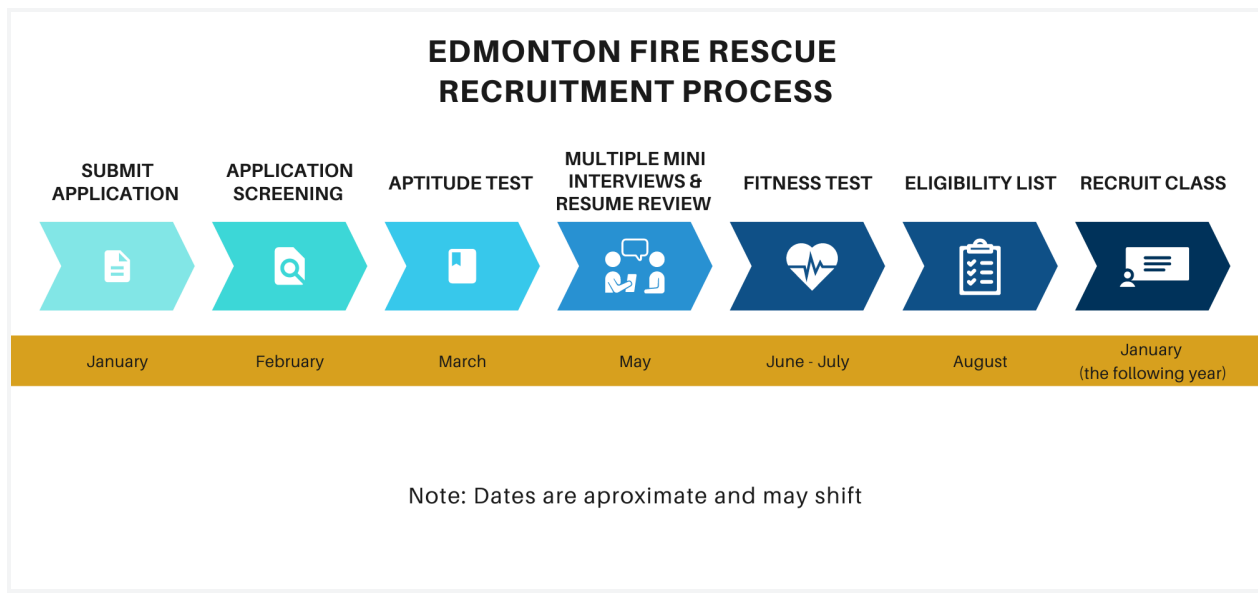 EDMONTON FIRE RESCUE
RECRUITMENT PROCESS
SUBMIT
APPLICATION
APPLICATION
SCREENING
APTITUDE TEST
MULTIPLE MINI
INTERVIEWS &
RESUME REVIEW
FITNESS TEST
ELIGIBILITY LIST
RECRUIT CLASS
January
February
March
May
June - July
August
January
(the following year)
Note: Dates are aproximate and may shift